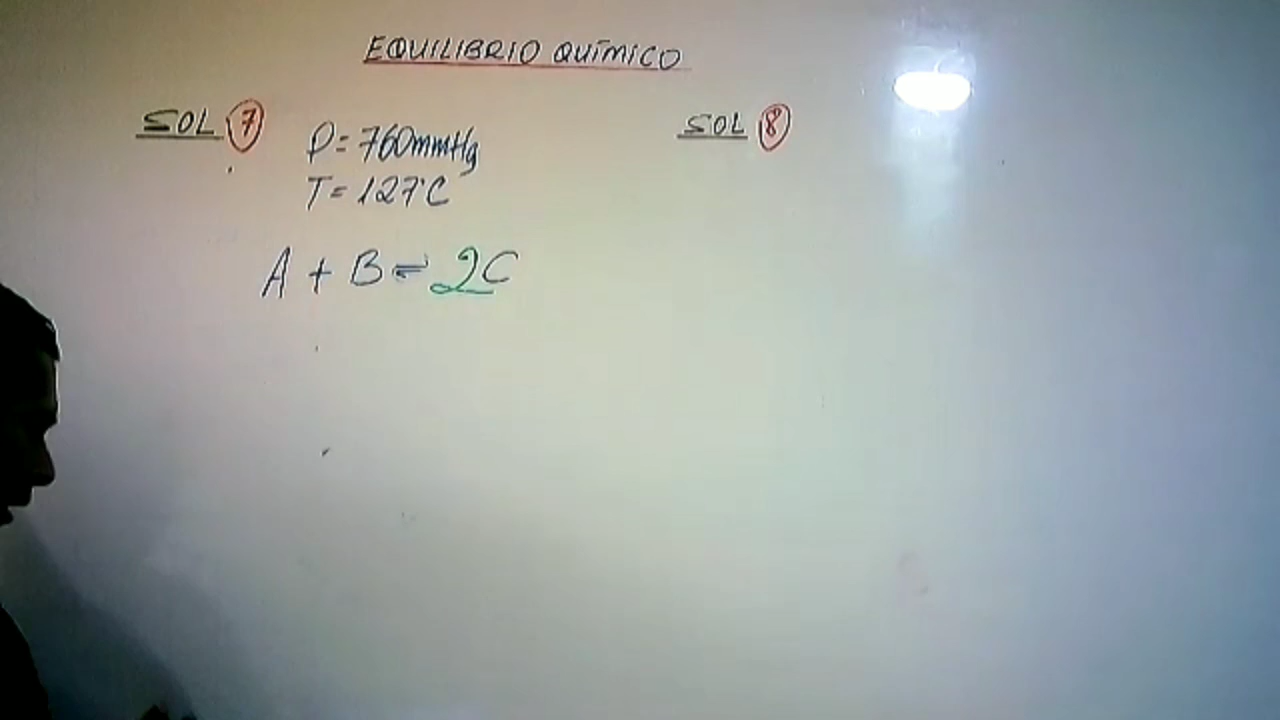 EQUILIBRIO QUÍMICO
SOL 7
P = 760mmHg
T = 127°C
A + B ⇌ 2C
SOL 8